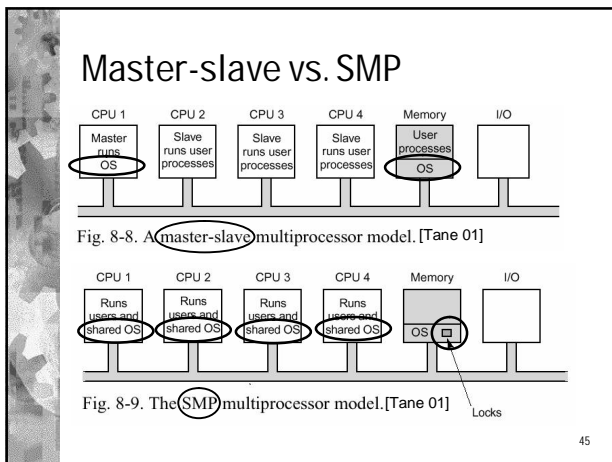 Master-slave vs. SMP
CPU 1 CPU 2 CPU 3 CPU 4 Memory I/O
Master runs OS
Slave runs user processes
Slave runs user processes
Slave runs user processes
User processes
OS
Fig. 8-8. A master-slave multiprocessor model. [Tane 01]
CPU 1 CPU 2 CPU 3 CPU 4 Memory I/O
Runs users and shared OS
Runs users and shared OS
Runs users and shared OS
Runs users and shared OS
OS
Fig. 8-9. The SMP multiprocessor model.[Tane 01]
Locks
45